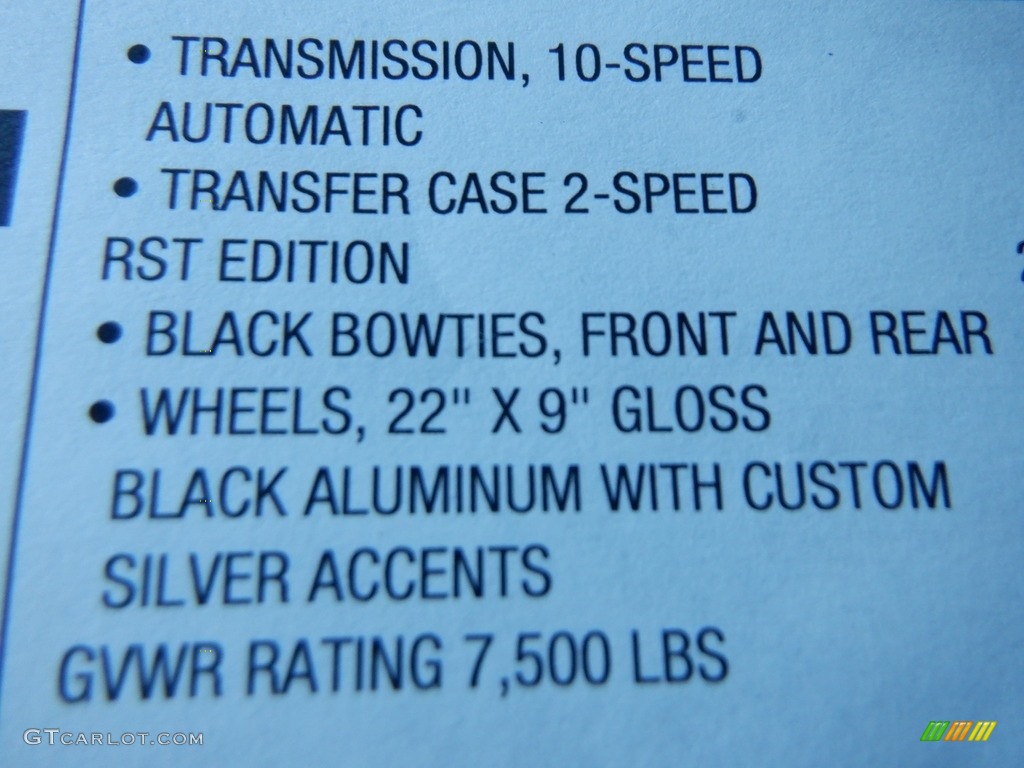 • TRANSMISSION, 10-SPEED
AUTOMATIC
• TRANSFER CASE 2-SPEED
RST EDITION
• BLACK BOWTIES, FRONT AND REAR
• WHEELS, 22" X 9" GLOSS
BLACK ALUMINUM WITH CUSTOM
SILVER ACCENTS
GVWR RATING 7,500 LBS
GTCARLOT.COM